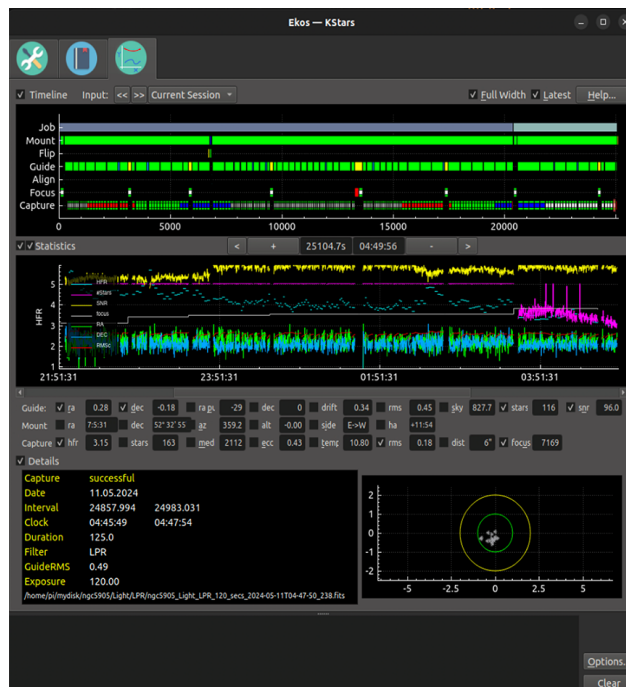 Ekos — KStars
Timeline Input: << >> Current Session Full Width Latest Help...
Job
Mount
Flip
Guide
Align
Focus
Capture
0 5000 10000 15000 20000
Statistics < + 25104.7s 04:49:56 - >
HFR
5
4
3
2
1
HFR
eStars
SNR
focus
RA
DEC
RMSc
21:51:31 23:51:31 01:51:31 03:51:31
Guide: ra 0.28 dec -0.18 ra ps -29 dec 0 drift 0.34 rms 0.45 sky 827.7 stars 116 snr 96.0
Mount ra 7:5:31 dec 52° 32' 55 az 359.2 alt -0.00 side E->W ha +11:54
Capture hfr 3.15 stars 163 med 2112 ecc 0.43 temp 10.80 rms 0.18 dist 6" focus 7169
Details
Capture successful
Date 11.05.2024
Interval 24857.994 24983.031
Clock 04:45:49 04:47:54
Duration 125.0
Filter LPR
GuideRMS 0.49
Exposure 120.00
/home/pi/mydisk/ngc5905/Light/LPR/ngc5905_Light_LPR_120_secs_2024-05-11T04-47-50_238.fits
2
1
0
-1
-2
-5 -2.5 0 2.5 5
Options.
Clear